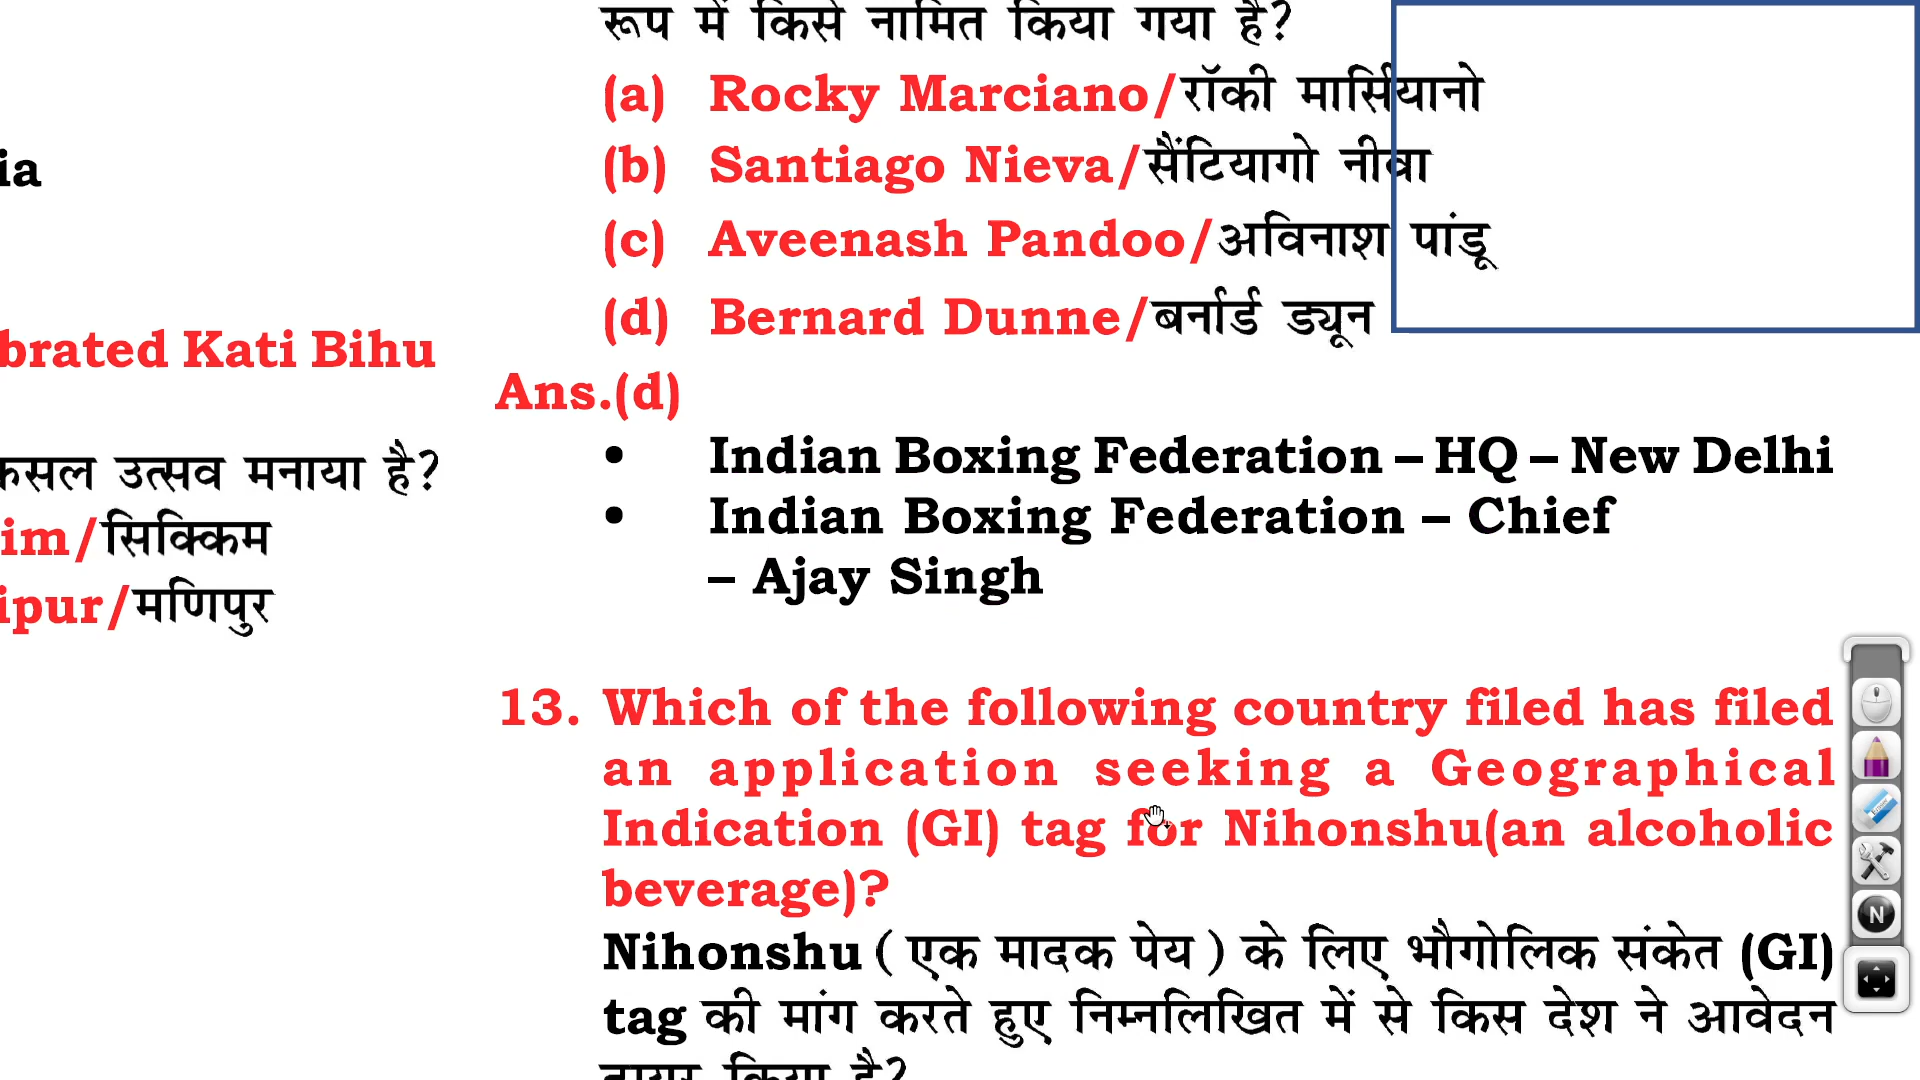 ia
brated Kati Bihu
फसल उत्सव मनाया है?
im/सिक्किम
ipur/मणिपुर
रूप में किसे नामित किया गया है?
(a) Rocky Marciano/रॉकी मार्सियानो
(b) Santiago Nieva/सैंटियागो नीवा
(c) Aveenash Pandoo/अविनाश पांडू
(d) Bernard Dunne/बर्नार्ड ड्यून
Ans.(d)
• Indian Boxing Federation – HQ – New Delhi
• Indian Boxing Federation – Chief
– Ajay Singh
13. Which of the following country filed has filed
an application seeking a Geographical
Indication (GI) tag for Nihonshu(an alcoholic
beverage)?
Nihonshu (एक मादक पेय) के लिए भौगोलिक संकेत (GI)
tag की मांग करते हुए निम्नलिखित में से किस देश ने आवेदन
दायर किया है?
N